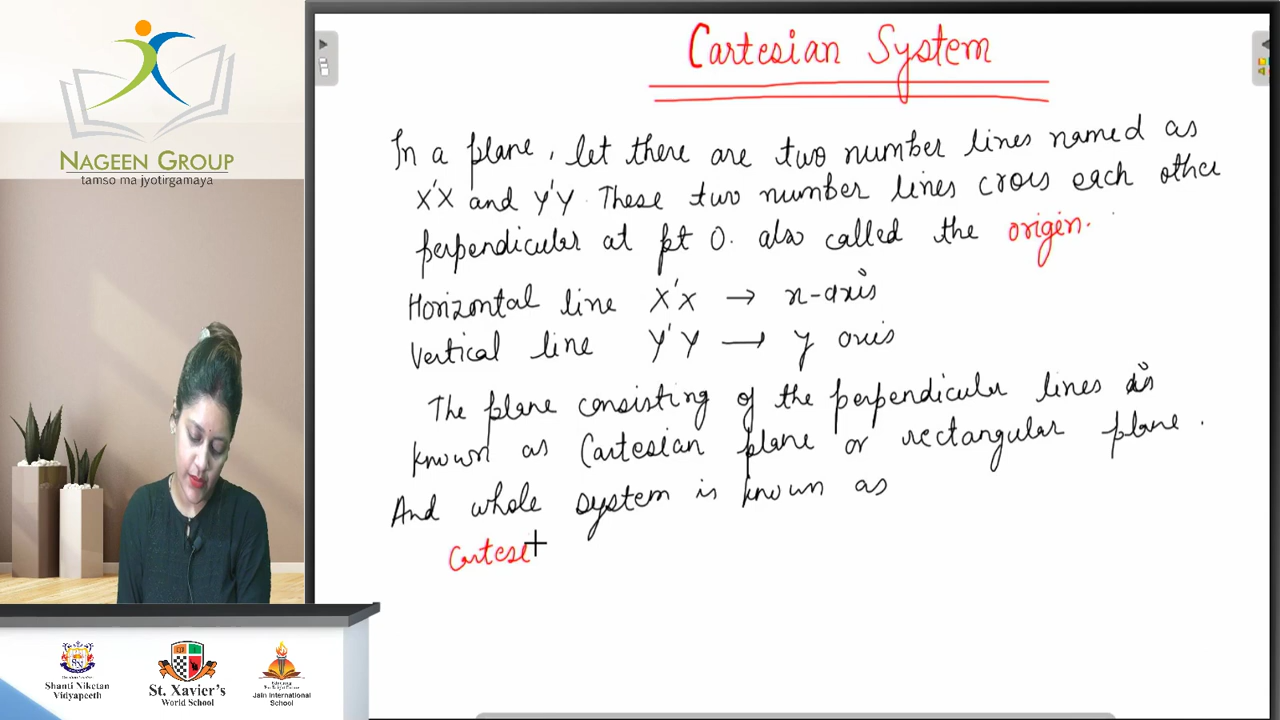 NAGEEN GROUP
tamso ma jyotirgamaya
Cartesian System
In a plane, let there are two number lines named as
X'X and Y'Y. These two number lines cross each other
perpendicular at pt O. also called the origin.
Horizontal line X'X → x-axis
Vertical line Y'Y → y axis
The plane consisting of the perpendicular lines is
known as Cartesian plane or rectangular plane.
And whole system is known as
Cartes
Shanti Niketan
Vidyapeeth
St. Xavier's
World School
Jain International
School